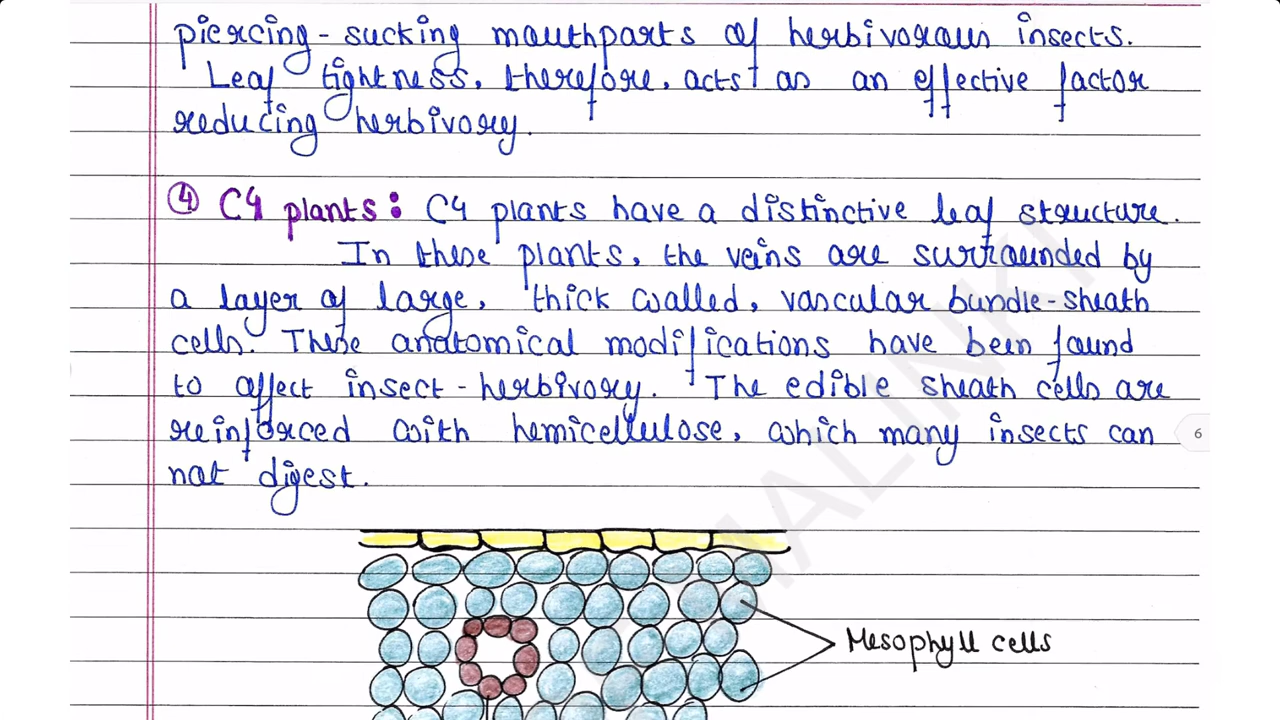 piercing-sucking mouthparts of herbivorous insects.
Leaf tightness, therefore, acts as an effective factor
reducing herbivory.
④ C4 plants: C4 plants have a distinctive leaf structure.
In these plants, the veins are surrounded by
a layer of large, thick walled, vascular bundle-sheath
cells. These anatomical modifications have been found
to affect insect-herbivory. The edible sheath cells are
reinforced with hemicellulose, which many insects can
not digest.
6
Mesophyll cells
MALINKI